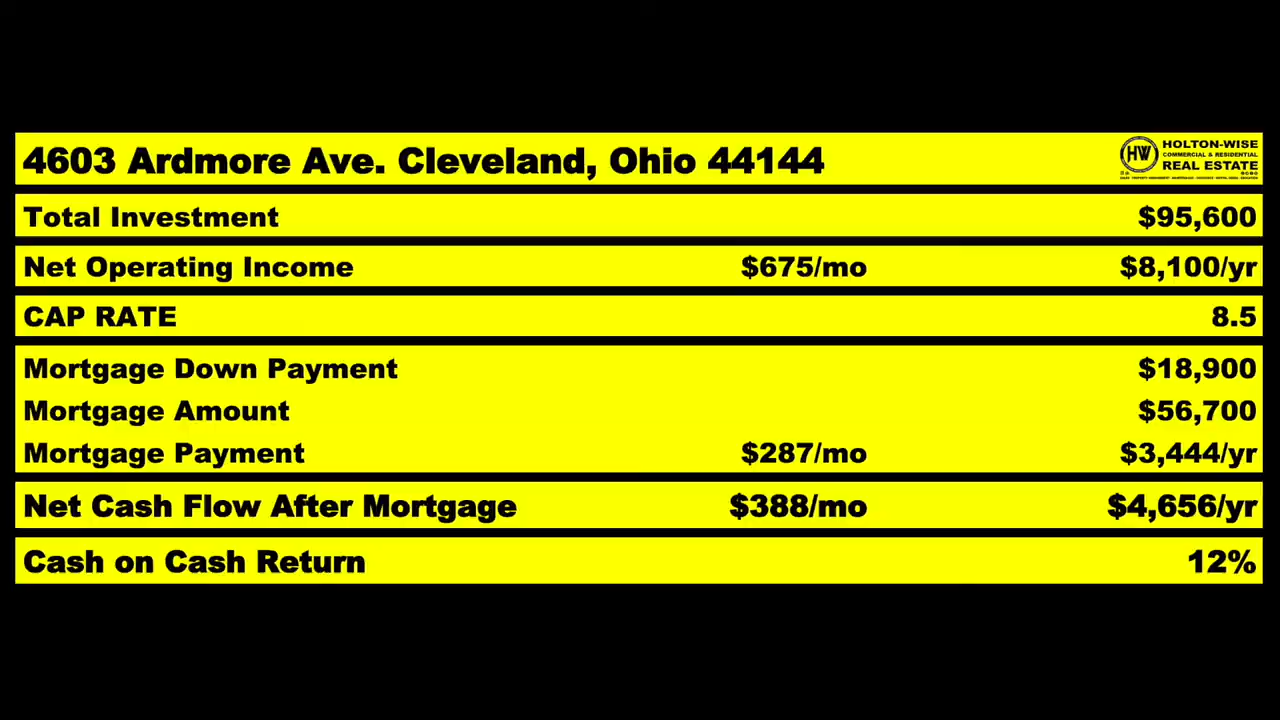 4603 Ardmore Ave. Cleveland, Ohio 44144
HW
HOLTON-WISE
COMMERCIAL & RESIDENTIAL
REAL ESTATE
Total Investment $95,600
Net Operating Income $675/mo $8,100/yr
CAP RATE 8.5
Mortgage Down Payment $18,900
Mortgage Amount $56,700
Mortgage Payment $287/mo $3,444/yr
Net Cash Flow After Mortgage $388/mo $4,656/yr
Cash on Cash Return 12%